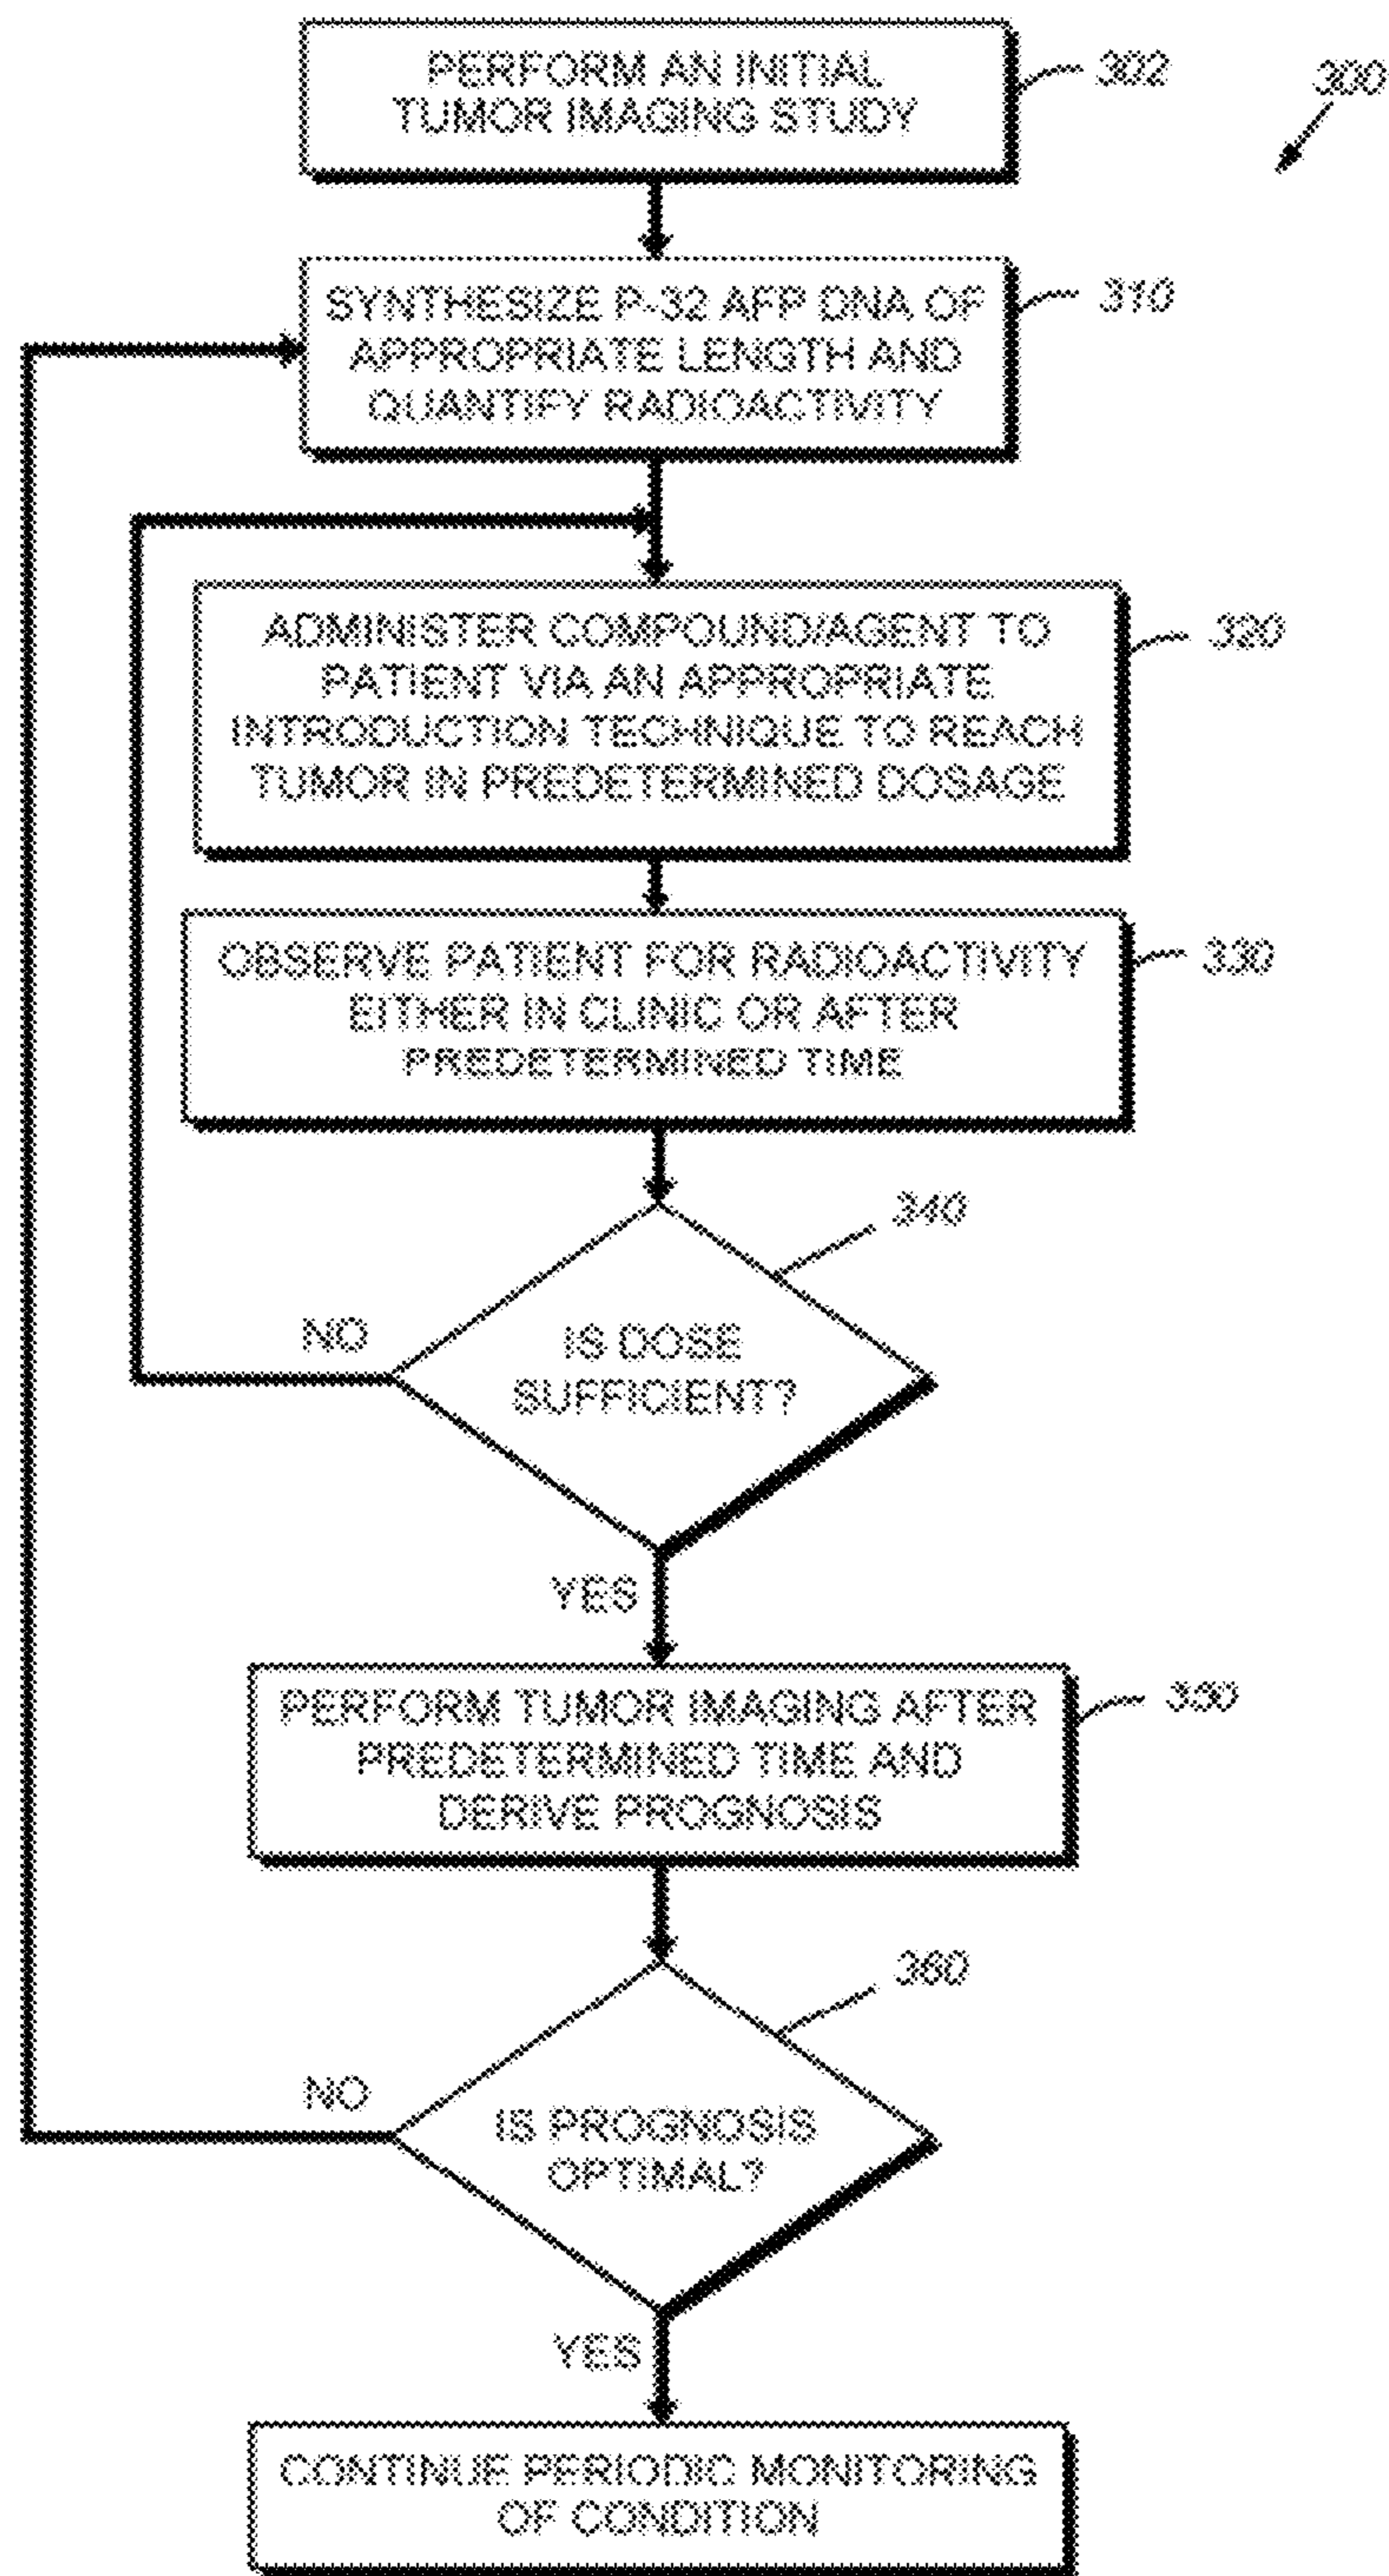 PERFORM AN INITIAL
TUMOR IMAGING STUDY
302
300
SYNTHESIZE P-32 AFP DNA OF
APPROPRIATE LENGTH AND
QUANTIFY RADIOACTIVITY
310
ADMINISTER COMPOUND/AGENT TO
PATIENT VIA AN APPROPRIATE
INTRODUCTION TECHNIQUE TO REACH
TUMOR IN PREDETERMINED DOSAGE
320
OBSERVE PATIENT FOR RADIOACTIVITY
EITHER IN CLINIC OR AFTER
PREDETERMINED TIME
330
340
NO
IS DOSE
SUFFICIENT?
YES
PERFORM TUMOR IMAGING AFTER
PREDETERMINED TIME AND
DERIVE PROGNOSIS
350
360
NO
IS PROGNOSIS
OPTIMAL?
YES
CONTINUE PERIODIC MONITORING
OF CONDITION